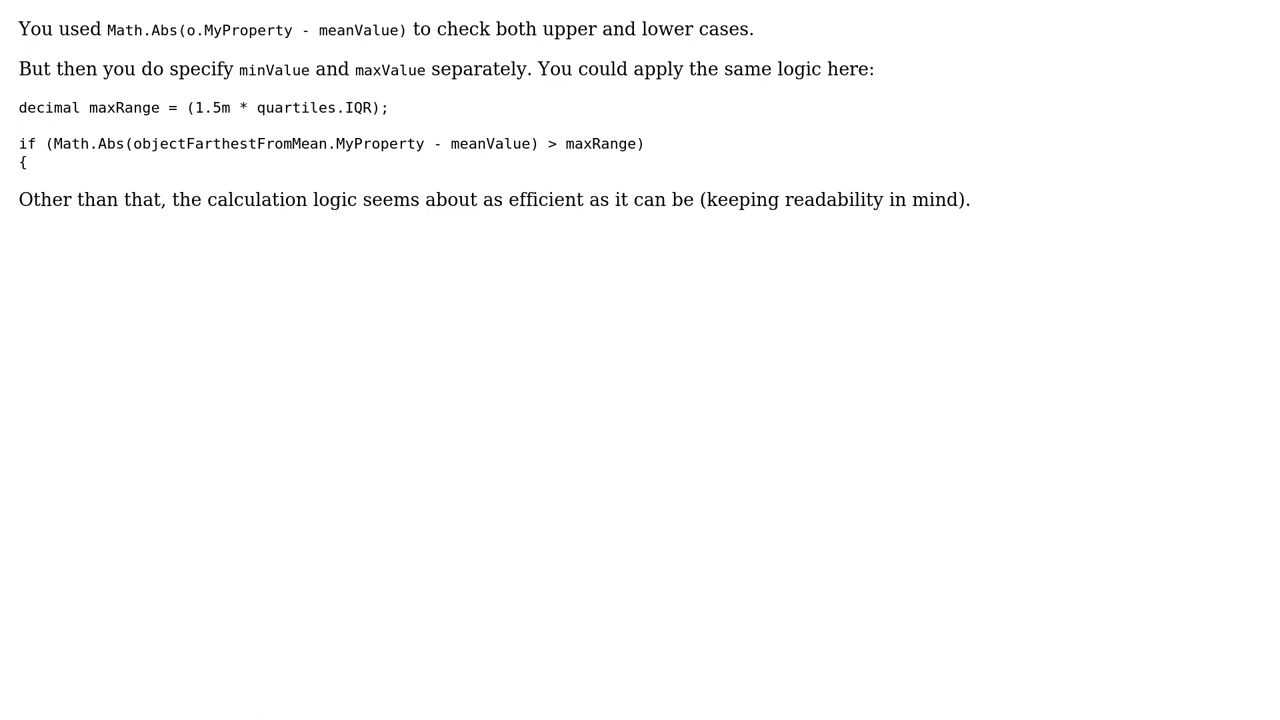 You used Math.Abs(o.MyProperty - meanValue) to check both upper and lower cases.
But then you do specify minValue and maxValue separately. You could apply the same logic here:
decimal maxRange = (1.5m * quartiles.IQR);
if (Math.Abs(objectFarthestFromMean.MyProperty - meanValue) > maxRange)
{
Other than that, the calculation logic seems about as efficient as it can be (keeping readability in mind).